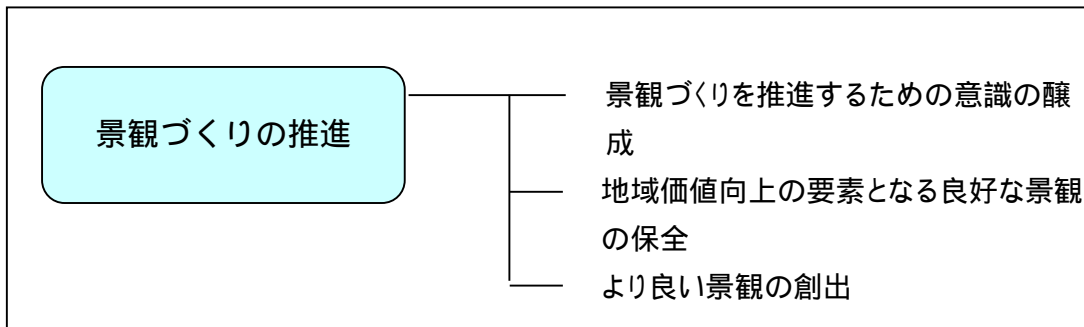 景観づくりの推進
景観づくりを推進するための意識の醸
成
地域価値向上の要素となる良好な景観
の保全
より良い景観の創出